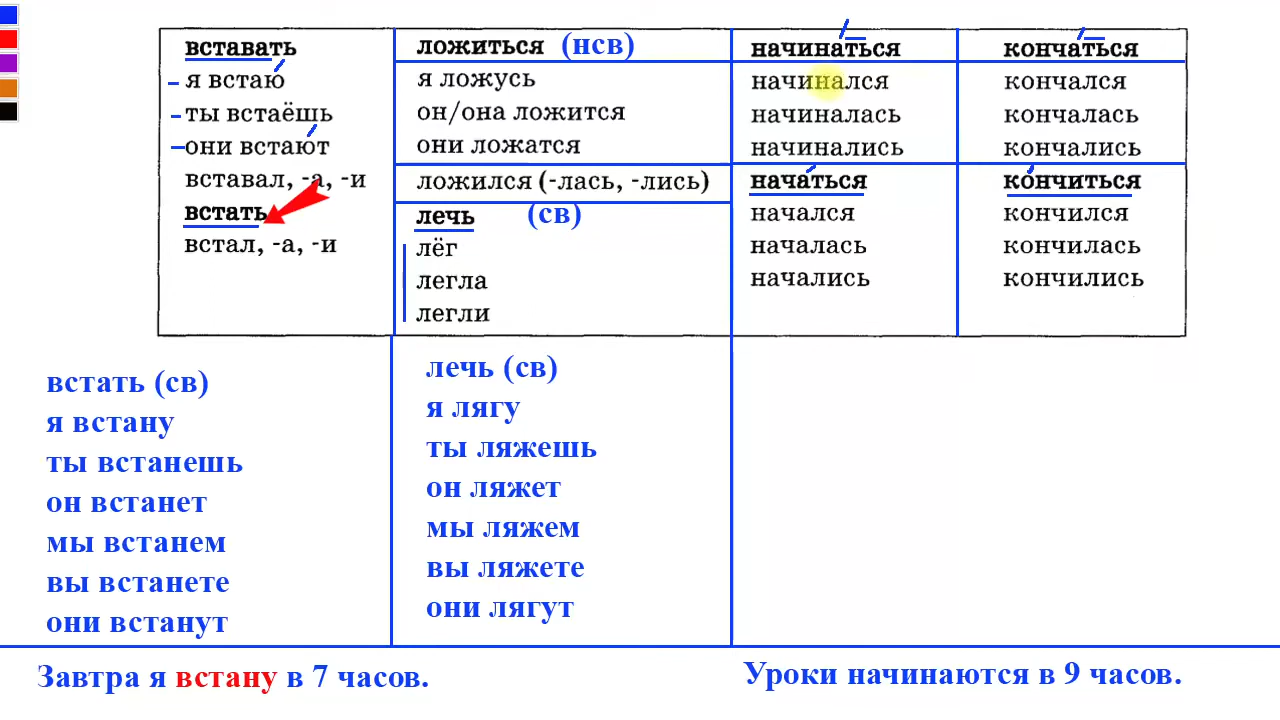 вставать
я встаю
ты встаёшь
они встают
вставал, -а, -и
встать
встал, -а, -и
ложиться (нсв)
я ложусь
он/она ложится
они ложатся
ложился (-лась, -лись)
лечь (св)
лёг
легла
легли
начинаться
начинался
начиналась
начинались
начаться
начался
началась
начались
кончаться
кончался
кончалась
кончались
кончиться
кончился
кончилась
кончились
встать (св)
я встану
ты встанешь
он встанет
мы встанем
вы встанете
они встанут
лечь (св)
я лягу
ты ляжешь
он ляжет
мы ляжем
вы ляжете
они лягут
Завтра я встану в 7 часов.
Уроки начинаются в 9 часов.